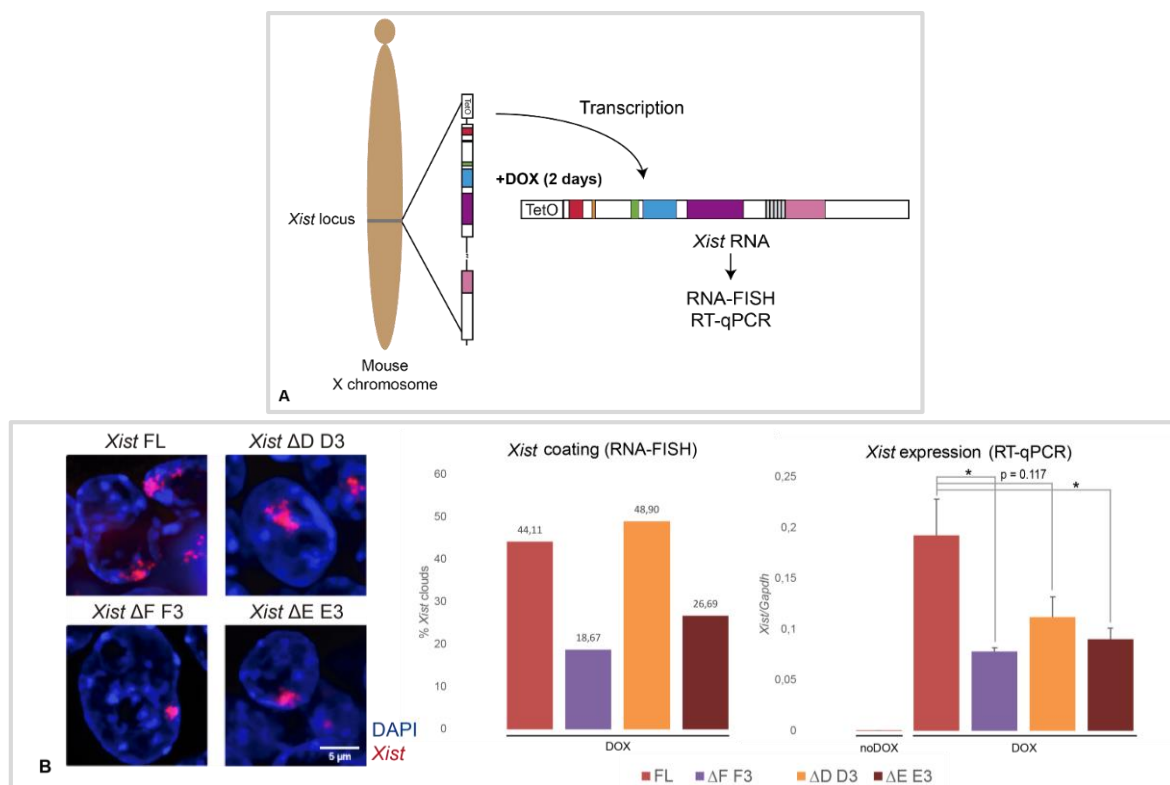 TetO
Transcription
+DOX (2 days)
Xist locus
TetO
Xist RNA
RNA-FISH
RT-qPCR
Mouse
X chromosome
A
Xist FL
Xist ΔD D3
Xist ΔF F3
Xist ΔE E3
DAPI
Xist
5 µm
B
Xist coating (RNA-FISH)
% Xist clouds
60
50
40
30
20
10
0
44,11
18,67
48,90
26,69
DOX
Xist expression (RT-qPCR)
Xist/Gapdh
0,25
0,2
0,15
0,1
0,05
0
*
p = 0.117
*
noDOX
DOX
FL
ΔF F3
ΔD D3
ΔE E3